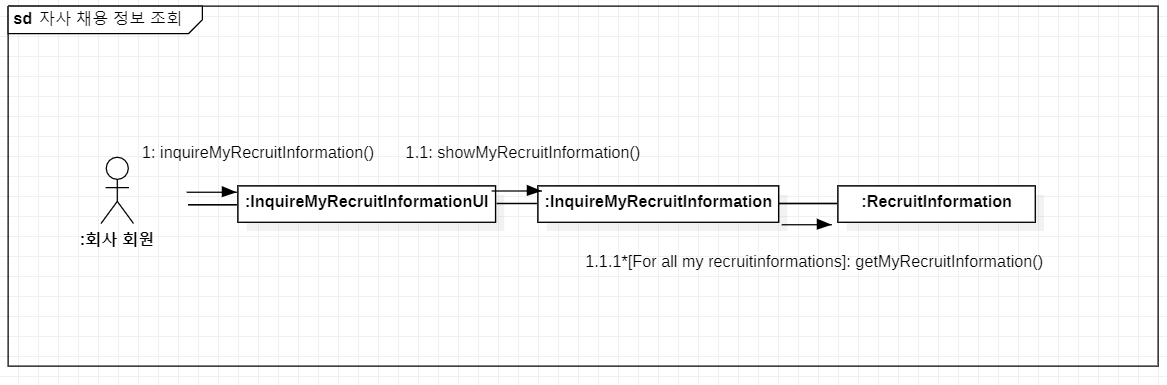 sd 자사 채용 정보 조회
1: inquireMyRecruitInformation()
1.1: showMyRecruitInformation()
:InquireMyRecruitInformationUI
:InquireMyRecruitInformation
:RecruitInformation
:회사 회원
1.1.1*[For all my recruitinformations]: getMyRecruitInformation()